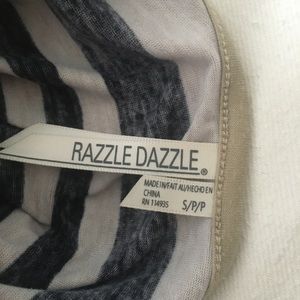 RAZZLE DAZZLE®
MADE IN/FAIT AU/HECHO EN
CHINA
RN 114935 S/P/P